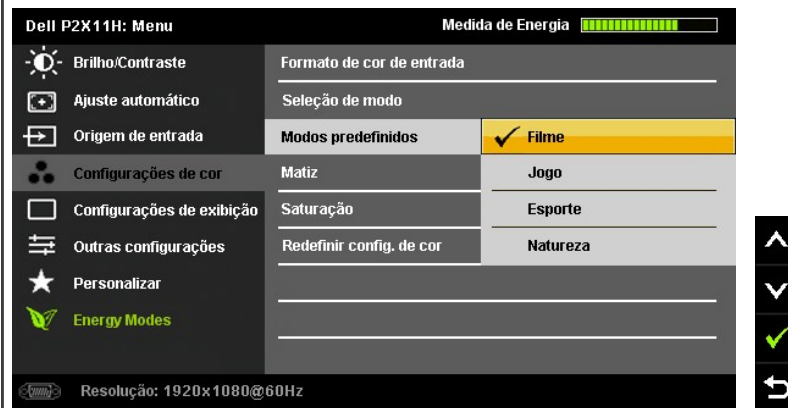 Dell P2X11H: Menu
Medida de Energia
Brilho/Contraste
Ajuste automático
Origem de entrada
Configurações de cor
Configurações de exibição
Outras configurações
Personalizar
Energy Modes
Formato de cor de entrada
Seleção de modo
Modos predefinidos
Matiz
Saturação
Redefinir config. de cor
Filme
Jogo
Esporte
Natureza
Resolução: 1920x1080@60Hz